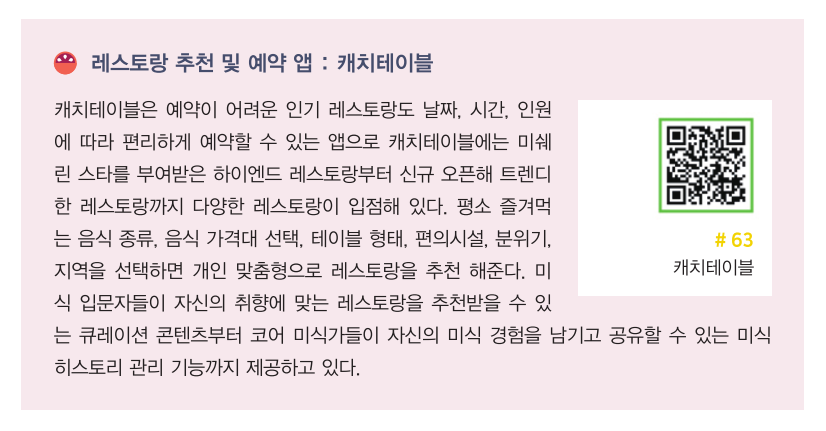 레스토랑 추천 및 예약 앱 : 캐치테이블
캐치테이블은 예약이 어려운 인기 레스토랑도 날짜, 시간, 인원
에 따라 편리하게 예약할 수 있는 앱으로 캐치테이블에는 미쉐
린 스타를 부여받은 하이엔드 레스토랑부터 신규 오픈해 트렌디
한 레스토랑까지 다양한 레스토랑이 입점해 있다. 평소 즐겨먹
는 음식 종류, 음식 가격대 선택, 테이블 형태, 편의시설, 분위기,
지역을 선택하면 개인 맞춤형으로 레스토랑을 추천 해준다. 미
식 입문자들이 자신의 취향에 맞는 레스토랑을 추천받을 수 있
는 큐레이션 콘텐츠부터 코어 미식가들이 자신의 미식 경험을 남기고 공유할 수 있는 미식
히스토리 관리 기능까지 제공하고 있다.
# 63
캐치테이블